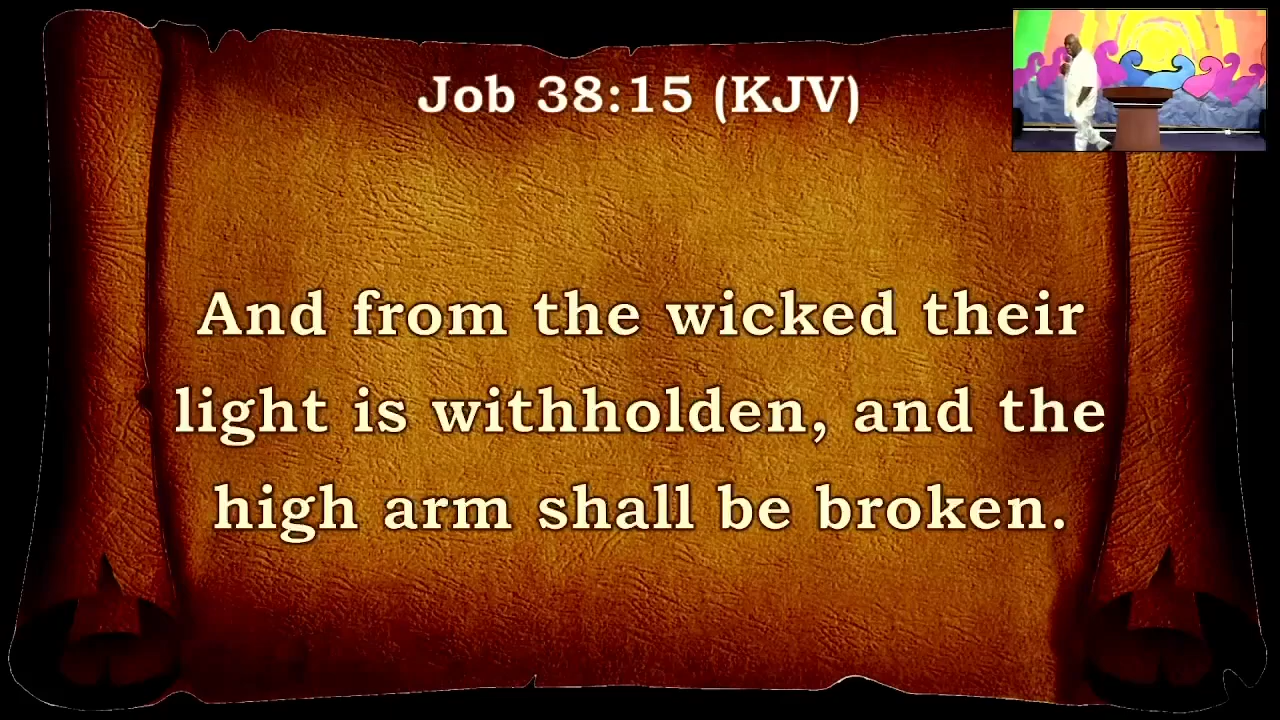 Job 38:15 (KJV)
And from the wicked their
light is withholden, and the
high arm shall be broken.